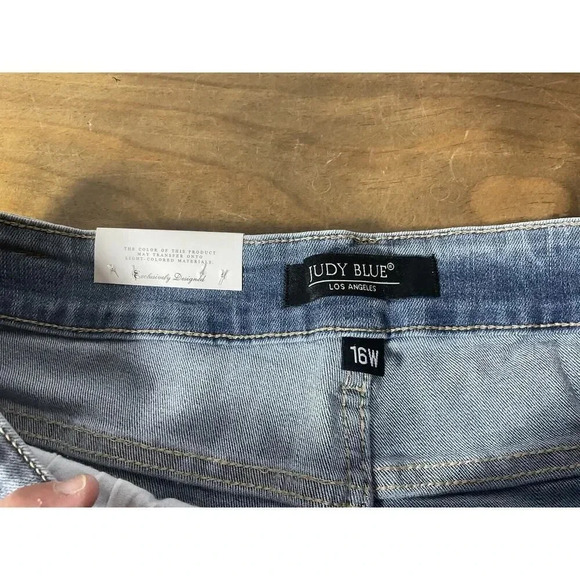 THE COLOR OF THIS PRODUCT
MAY TRANSFER ONTO
LIGHT-COLORED MATERIALS.
Exclusively Designed
JUDY BLUE®
LOS ANGELES
16W